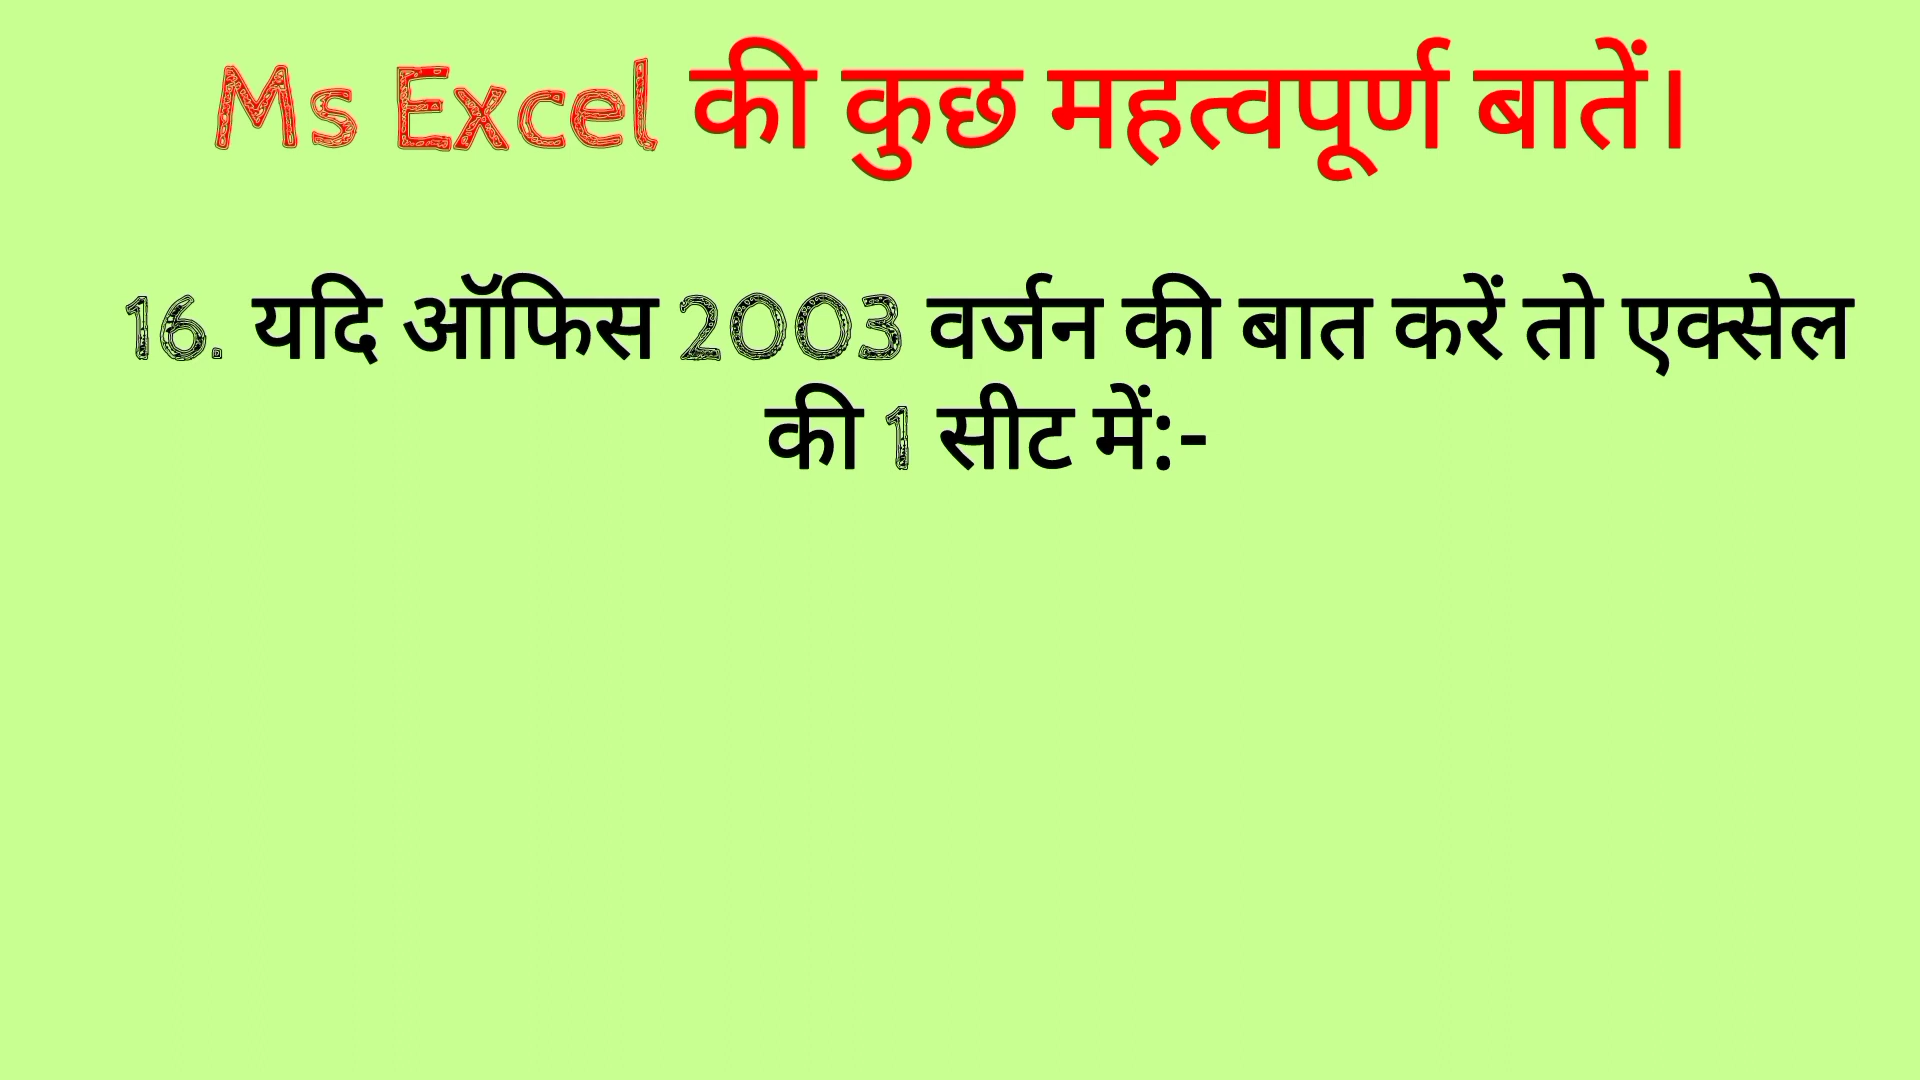 Ms Excel की कुछ महत्वपूर्ण बातें।
16. यदि ऑफिस 2003 वर्जन की बात करें तो एक्सेल
की 1 सीट में:-